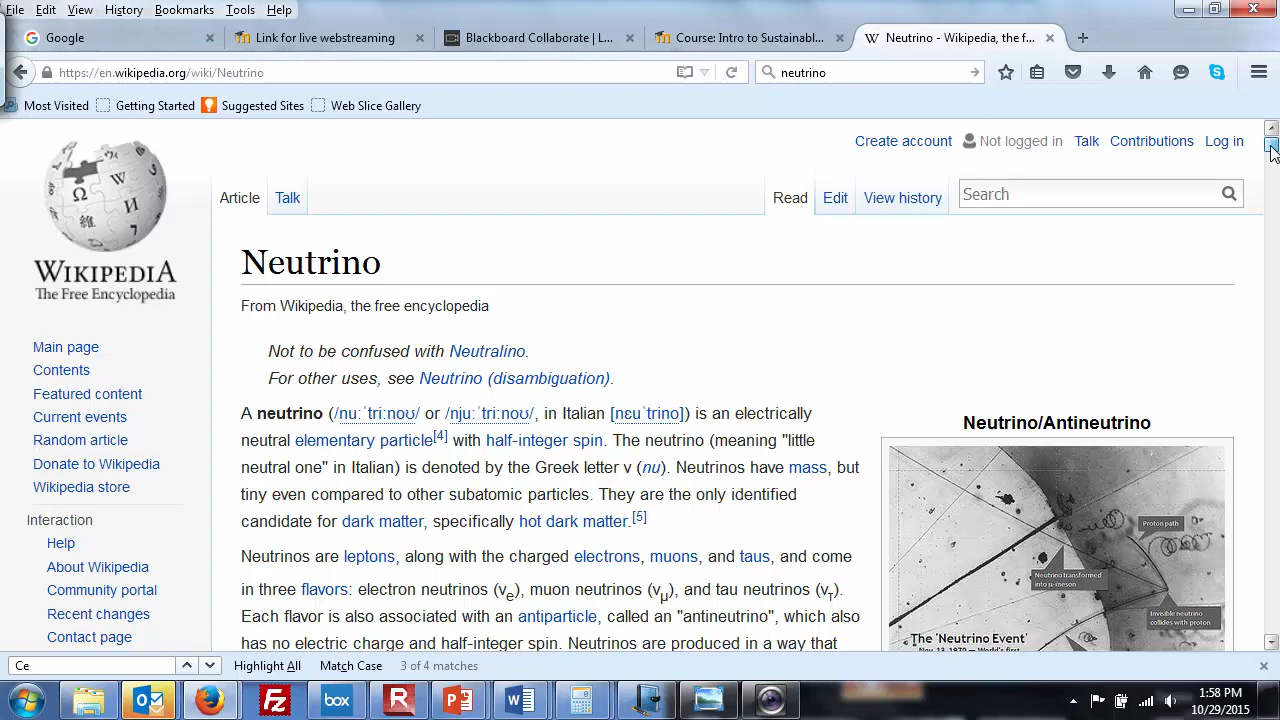 File Edit View History Bookmarks Tools Help
Google Link for live webstreaming Blackboard Collaborate | L... Course: Intro to Sustainabl... Neutrino - Wikipedia, the f...
https://en.wikipedia.org/wiki/Neutrino neutrino
Most Visited Getting Started Suggested Sites Web Slice Gallery
Create account Not logged in Talk Contributions Log in
Article Talk Read Edit View history Search
WIKIPEDIA
The Free Encyclopedia
Main page
Contents
Featured content
Current events
Random article
Donate to Wikipedia
Wikipedia store
Interaction
Help
About Wikipedia
Community portal
Recent changes
Contact page
Neutrino
From Wikipedia, the free encyclopedia
Not to be confused with Neutralino.
For other uses, see Neutrino (disambiguation).
A neutrino (/nuːˈtriːnoʊ/ or /njuːˈtriːnoʊ/, in Italian [nɛuˈtrino]) is an electrically
neutral elementary particle[4] with half-integer spin. The neutrino (meaning "little
neutral one" in Italian) is denoted by the Greek letter ν (nu). Neutrinos have mass, but
tiny even compared to other subatomic particles. They are the only identified
candidate for dark matter, specifically hot dark matter.[5]
Neutrinos are leptons, along with the charged electrons, muons, and taus, and come
in three flavors: electron neutrinos (νe), muon neutrinos (νμ), and tau neutrinos (ντ).
Each flavor is also associated with an antiparticle, called an "antineutrino", which also
has no electric charge and half-integer spin. Neutrinos are produced in a way that
Neutrino/Antineutrino
Proton path
Neutrino transformed
into μ-meson
Invisible neutrino
collides with proton
The 'Neutrino Event'
Nov. 13, 1970 — World's first
Ce Highlight All Match Case 3 of 4 matches
box
1:58 PM
10/29/2015